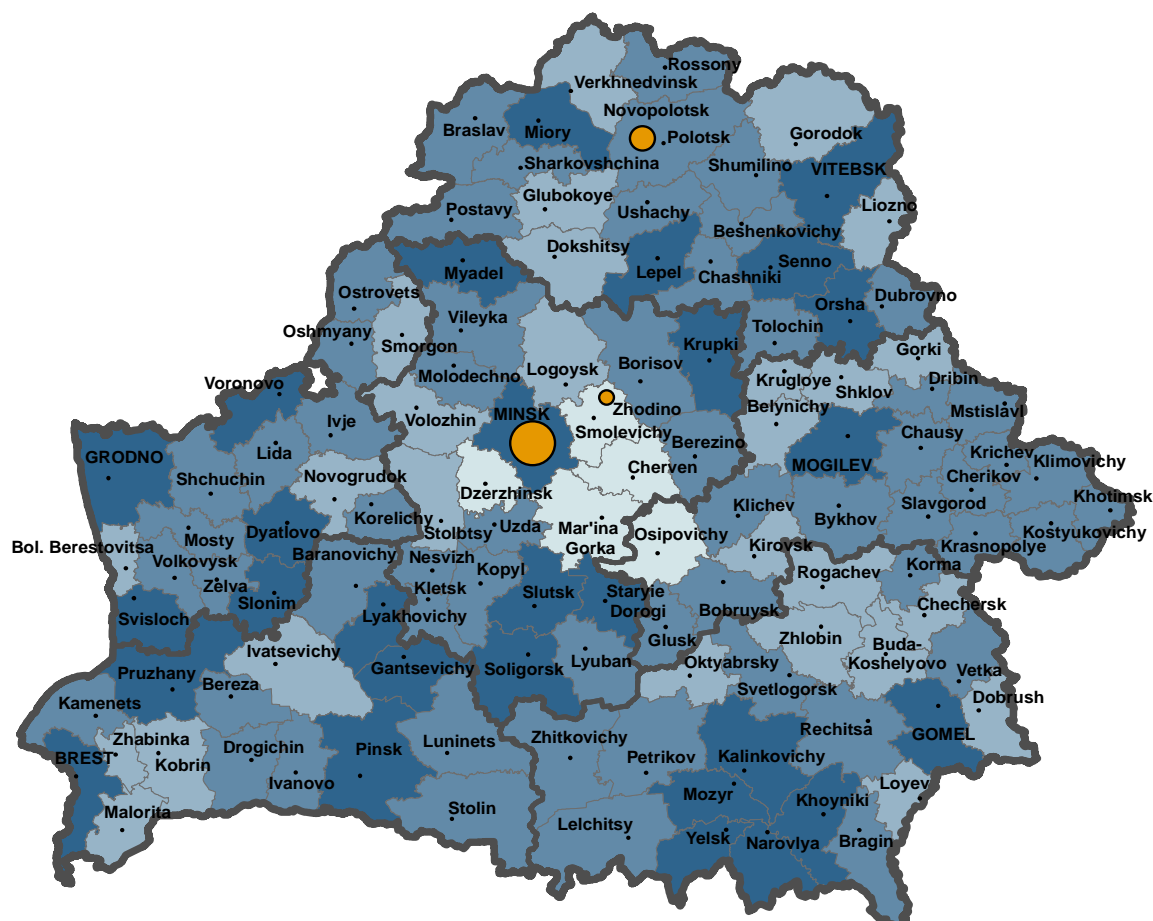 Rossony
Verkhnedvinsk
Novopolotsk
Braslav
Miory
Polotsk
Gorodok
Sharkovshchina
Shumilino
VITEBSK
Glubokoye
Postavy
Ushachy
Liozno
Beshenkovichy
Dokshitsy
Myadel
Lepel
Senno
Chashniki
Ostrovets
Orsha
Dubrovno
Vileyka
Oshmyany
Smorgon
Tolochin
Krupki
Borisov
Gorki
Logoysk
Molodechno
Krugloye
Shklov
Dribin
Voronovo
Zhodino
Belynichy
Mstislavl
Volozhin
MINSK
Ivje
Smolevichy
Chausy
Berezino
Lida
GRODNO
Krichev
Klimovichy
Shchuchin
Novogrudok
Cherven
MOGILEV
Cherikov
Dzerzhinsk
Khotimsk
Korelichy
Klichev
Bykhov
Slavgorod
Stolbtsy
Uzda
Mar'ina
Gorka
Osipovichy
Kostyukovichy
Dyatlovo
Mosty
Bol. Berestovitsa
Baranovichy
Krasnopolye
Kirovsk
Nesvizh
Volkovysk
Rogachev
Korma
Kopyl
Zelva
Kletsk
Slutsk
Staryie
Dorogi
Slonim
Bobruysk
Chechersk
Svisloch
Lyakhovichy
Glusk
Zhlobin
Buda-
Koshelyovo
Ivatsevichy
Gantsevichy
Soligorsk
Lyuban
Oktyabrsky
Vetka
Pruzhany
Bereza
Svetlogorsk
Dobrush
Kamenets
Rechitsa
GOMEL
Zhabinka
Drogichin
Pinsk
Luninets
Zhitkovichy
BREST
Kobrin
Petrikov
Kalinkovichy
Ivanovo
Loyev
Mozyr
Khoyniki
Malorita
Stolin
Lelchitsy
Yelsk
Narovlya
Bragin